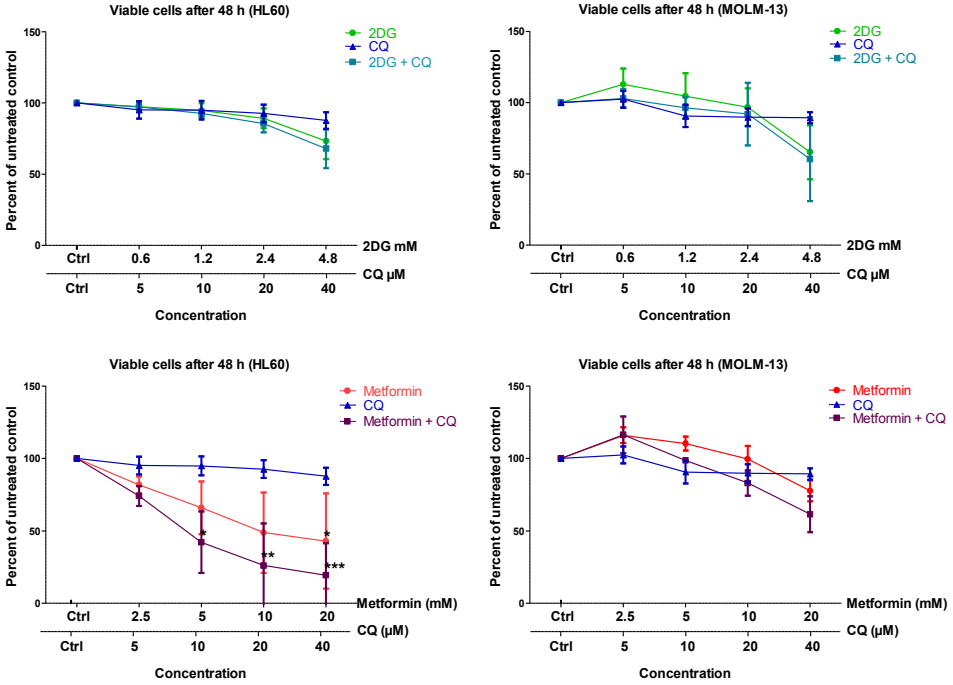 Viable cells after 48 h (HL60)
150
100
50
0
Percent of untreated control
2DG
CQ
2DG + CQ
Ctrl 0.6 1.2 2.4 4.8 2DG mM
CQ µM
Ctrl 5 10 20 40
Concentration
Viable cells after 48 h (MOLM-13)
150
100
50
0
Percent of untreated control
2DG
CQ
2DG + CQ
Ctrl 0.6 1.2 2.4 4.8 2DG mM
CQ µM
Ctrl 5 10 20 40
Concentration
Viable cells after 48 h (HL60)
150
100
50
0
Percent of untreated control
Metformin
CQ
Metformin + CQ
* ** * ***
Ctrl 2.5 5 10 20 Metformin (mM)
CQ (µM)
Ctrl 5 10 20 40
Concentration
Viable cells after 48 h (MOLM-13)
150
100
50
0
Percent of untreated control
Metformin
CQ
Metformin + CQ
Ctrl 2.5 5 10 20 Metformin (mM)
CQ (µM)
Ctrl 5 10 20 40
Concentration